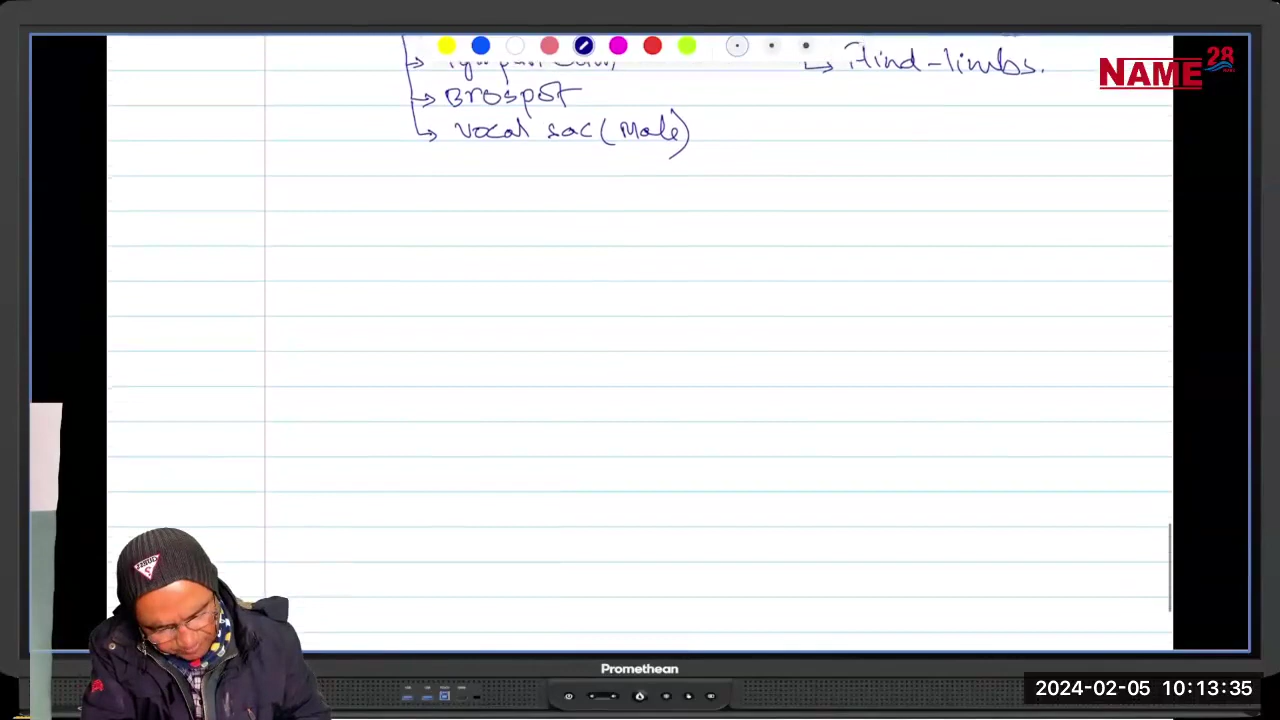 Hind-limbs.
Brospot
Vocal sac (Male)
NAME 28
Promethean
2024-02-05 10:13:35